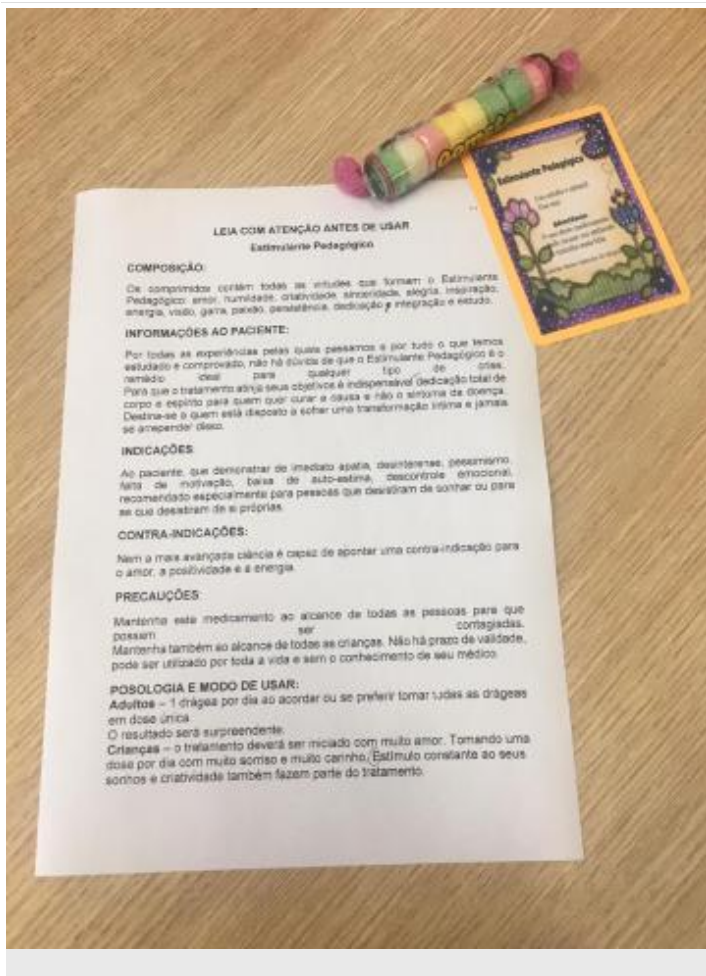 LEIA COM ATENÇÃO ANTES DE USAR
Estimulante Pedagógico
COMPOSIÇÃO:
Os comprimidos contém todas as virtudes que formam o Estimulante
Pedagógico: amor, humildade, criatividade, sinceridade, alegria, inspiração,
energia, visão, garra, paixão, persistência, dedicação e integração e estudo.
INFORMAÇÕES AO PACIENTE:
Por todas as experiências pelas quais passamos e por tudo o que temos
estudado e comprovado, não há dúvida de que o Estimulante Pedagógico é o
remédio ideal para qualquer tipo de crise.
Para que o tratamento atinja seus objetivos é indispensável dedicação total de
corpo e espírito para quem quer curar a causa e não o sintoma da doença.
Destina-se a quem está disposto a sofrer uma transformação íntima e jamais
se arrepender disso.
INDICAÇÕES
Ao paciente, que demonstrar de imediato apatia, desinteresse, pessimismo,
falta de motivação, baixa de auto-estima, descontrole emocional,
recomendado especialmente para pessoas que desistiram de sonhar ou para
se que desistiram de si próprias.
CONTRA-INDICAÇÕES:
Nem a mais avançada ciência é capaz de apontar uma contra-indicação para
o amor, a positividade e a energia.
PRECAUÇÕES:
Mantenha este medicamento ao alcance de todas as pessoas para que
possam ser contagiadas.
Mantenha também ao alcance de todas as crianças. Não há prazo de validade,
pode ser utilizado por toda a vida e sem o conhecimento de seu médico.
POSOLOGIA E MODO DE USAR:
Adultos – 1 drágea por dia ao acordar ou se preferir tomar tudas as drágeas
em dose única.
O resultado será surpreendente.
Crianças – o tratamento deverá ser iniciado com muito amor. Tomando uma
dose por dia com muito sorriso e muito carinho. Estímulo constante ao seus
sonhos e criatividade também fazem parte do tratamento.
Estimulante Pedagógico